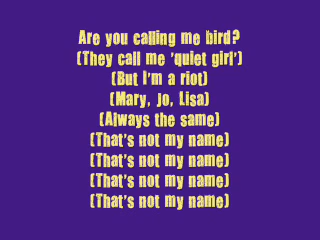 Are you calling me bird?
(They call me 'quiet girl')
(But I'm a riot)
(Mary, Jo, Lisa)
(Always the same)
(That's not my name)
(That's not my name)
(That's not my name)
(That's not my name)